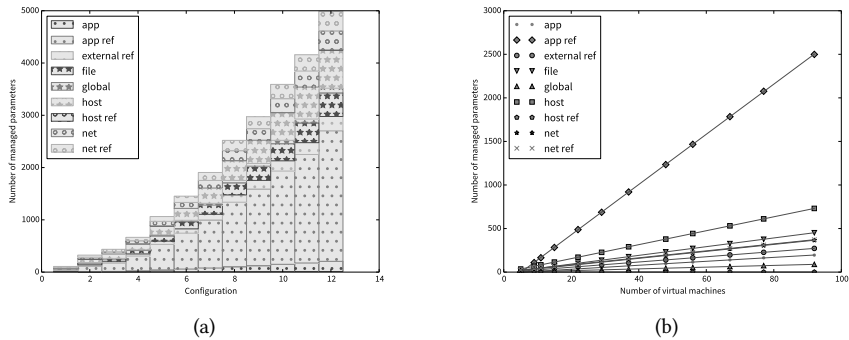 5000
4000
3000
2000
1000
0
0
2
4
6
8
10
12
14
Number of managed parameters
Configuration
app
app ref
external ref
file
global
host
host ref
net
net ref
(a)
3000
2500
2000
1500
1000
500
0
0
20
40
60
80
100
Number of managed parameters
Number of virtual machines
app
app ref
external ref
file
global
host
host ref
net
net ref
(b)